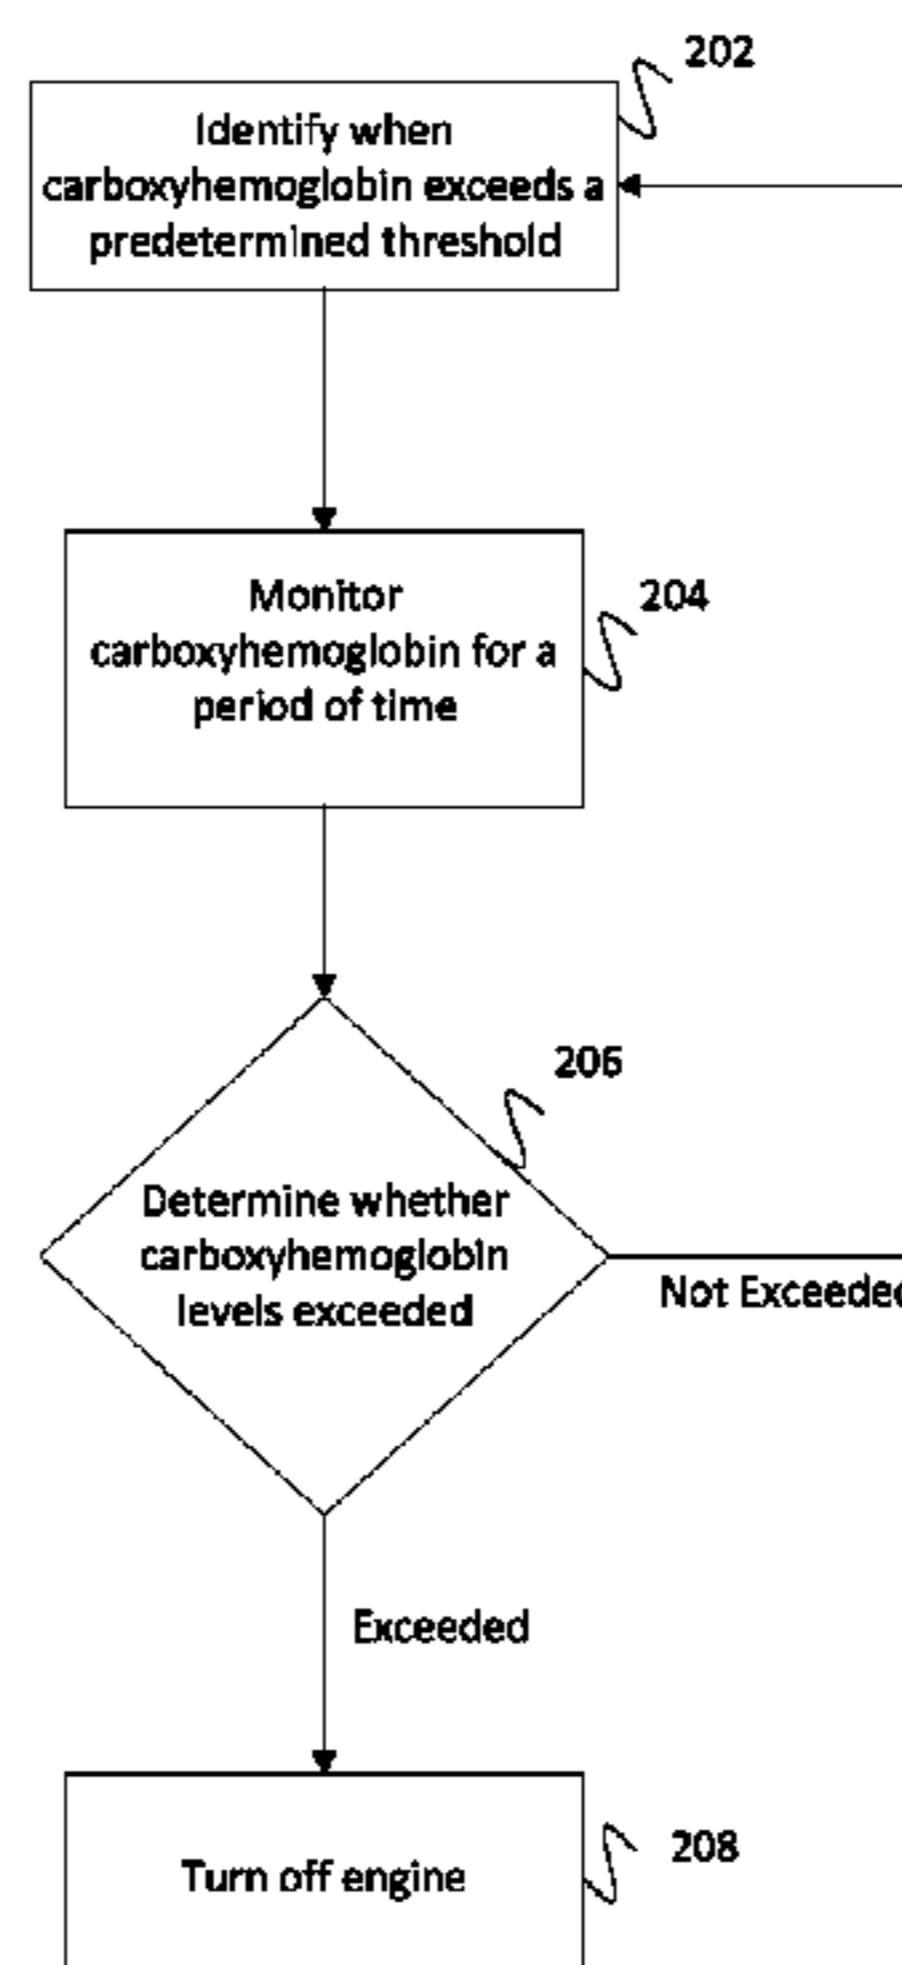 202
Identify when
carboxyhemoglobin exceeds a
predetermined threshold
204
Monitor
carboxyhemoglobin for a
period of time
206
Determine whether
carboxyhemoglobin
levels exceeded
Not Exceeded
Exceeded
208
Turn off engine